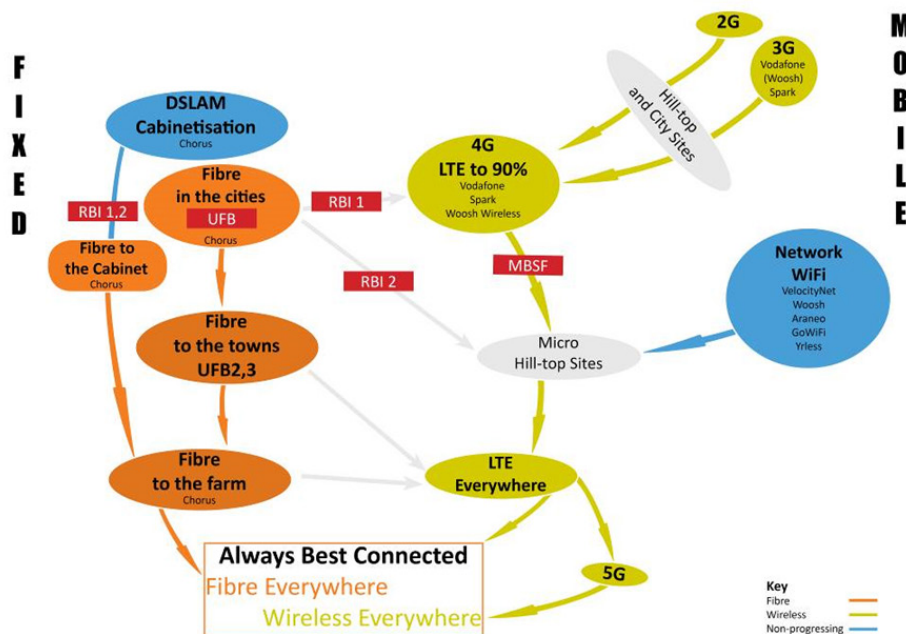 FIXED
MOBILE
2G
3G
Vodafone
(Woosh)
Spark
Hill-top
and City Sites
DSLAM
Cabinetisation
Chorus
4G
LTE to 90%
Vodafone
Spark
Woosh Wireless
Fibre
in the cities
UFB
Chorus
RBI 1
RBI 1,2
Fibre to
the Cabinet
Chorus
RBI 2
MBSF
Network
WiFi
VelocityNet
Woosh
Araneo
GoWiFi
Yrless
Fibre
to the towns
UFB2,3
Micro
Hill-top Sites
Fibre
to the farm
Chorus
LTE
Everywhere
Always Best Connected
Fibre Everywhere
Wireless Everywhere
5G
Key
Fibre
Wireless
Non-progressing